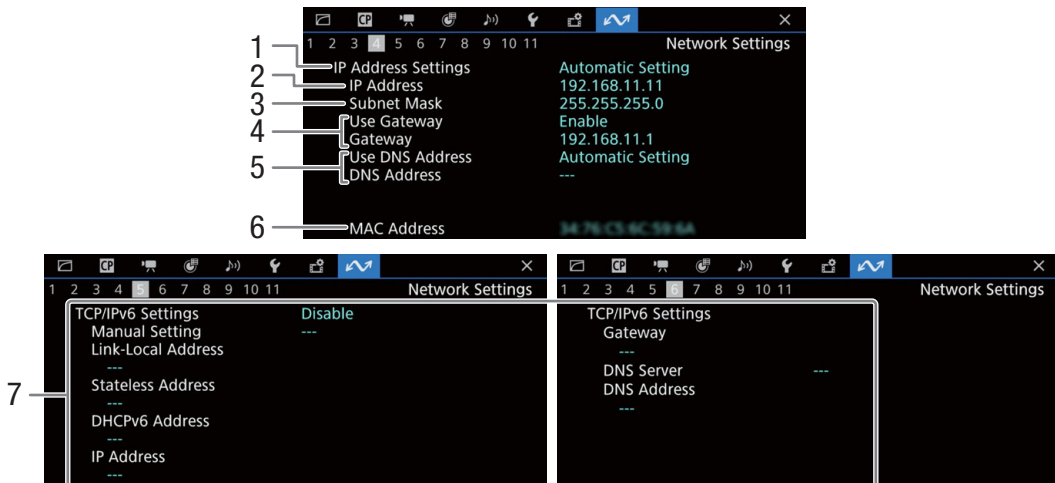 CP
1 2 3 4 5 6 7 8 9 10 11 Network Settings
1 IP Address Settings Automatic Setting
2 IP Address 192.168.11.11
3 Subnet Mask 255.255.255.0
4 Use Gateway Enable
Gateway 192.168.11.1
5 Use DNS Address Automatic Setting
DNS Address ---
6 MAC Address
CP
1 2 3 4 5 6 7 8 9 10 11 Network Settings
7
TCP/IPv6 Settings Disable
Manual Setting ---
Link-Local Address
---
Stateless Address
---
DHCPv6 Address
---
IP Address
---
CP
1 2 3 4 5 6 7 8 9 10 11 Network Settings
TCP/IPv6 Settings
Gateway
---
DNS Server ---
DNS Address
---